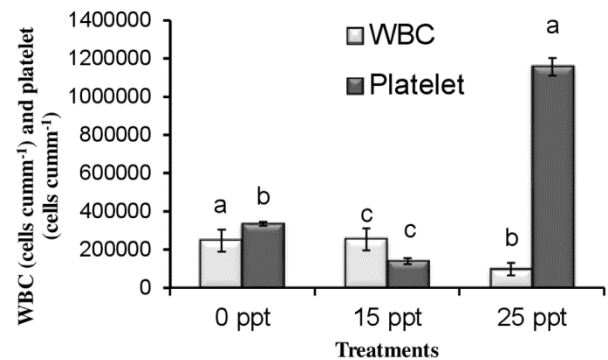 1400000
1200000
1000000
800000
600000
400000
200000
0
WBC (cells cumm⁻¹) and platelet
(cells cumm⁻¹)
WBC
Platelet
a
b
c
c
b
a
0 ppt
15 ppt
25 ppt
Treatments